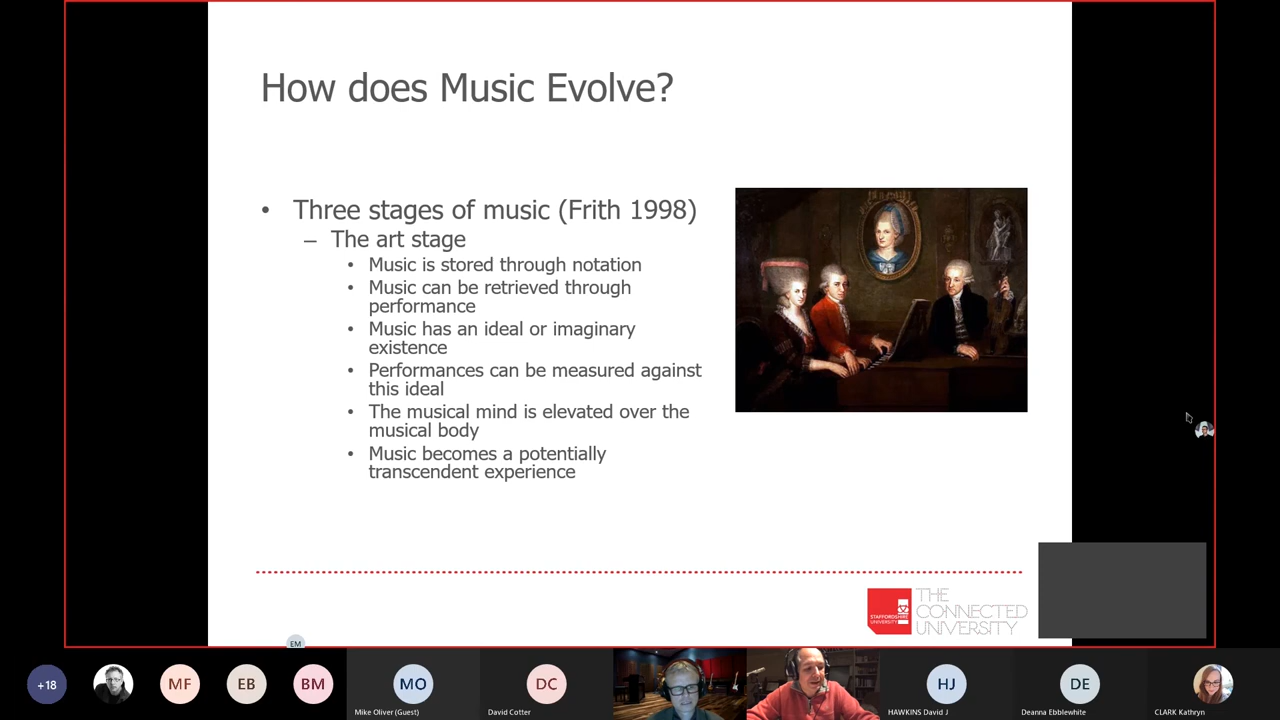 How does Music Evolve?
• Three stages of music (Frith 1998)
– The art stage
• Music is stored through notation
• Music can be retrieved through
performance
• Music has an ideal or imaginary
existence
• Performances can be measured against
this ideal
• The musical mind is elevated over the
musical body
• Music becomes a potentially
transcendent experience
STAFFORDSHIRE
UNIVERSITY
THE
CONNECTED
UNIVERSITY
EM
+18
MF
EB
BM
MO
DC
HJ
DE
Mike Oliver (Guest)
David Cotter
HAWKINS David J
Deanna Ebblewhite
CLARK Kathryn